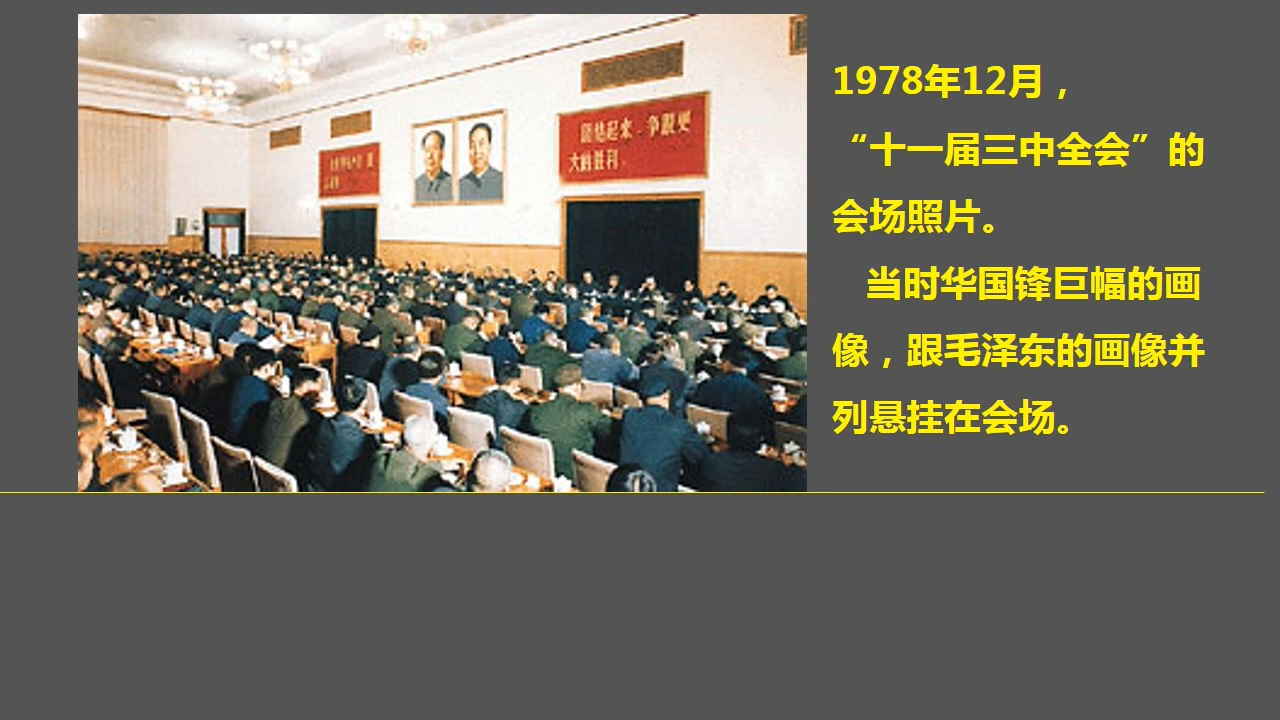 团结起来，争取更
大的胜利。
1978年12月，
“十一届三中全会”的
会场照片。
当时华国锋巨幅的画
像，跟毛泽东的画像并
列悬挂在会场。